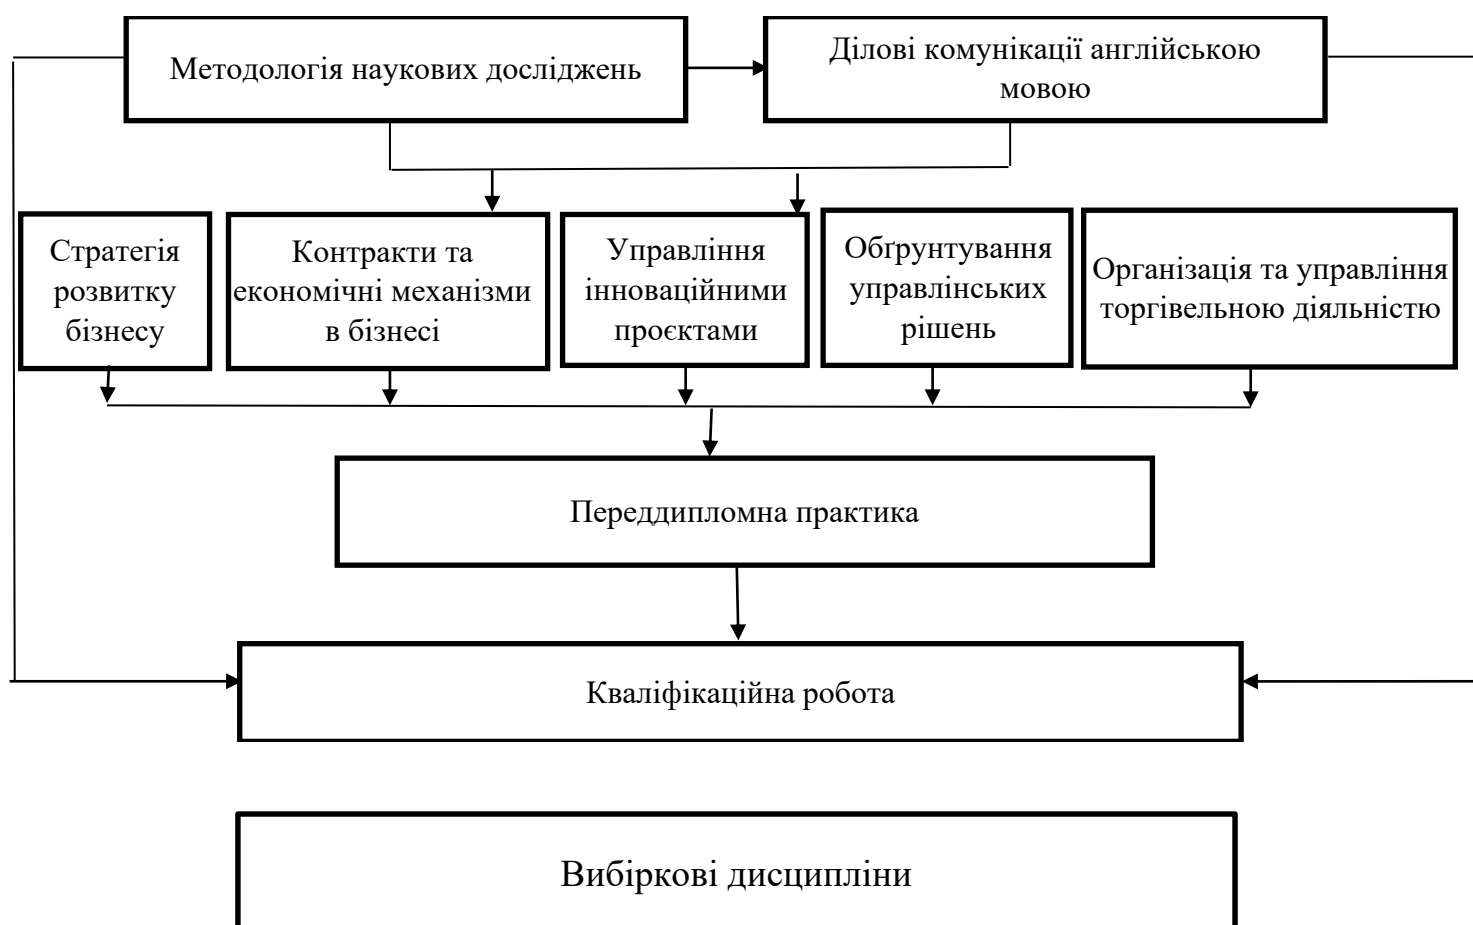 Методологія наукових досліджень
Ділові комунікації англійською
мовою
Стратегія
розвитку
бізнесу
Контракти та
економічні механізми
в бізнесі
Управління
інноваційними
проєктами
Обґрунтування
управлінських
рішень
Організація та управління
торгівельною діяльністю
Переддипломна практика
Кваліфікаційна робота
Вибіркові дисципліни